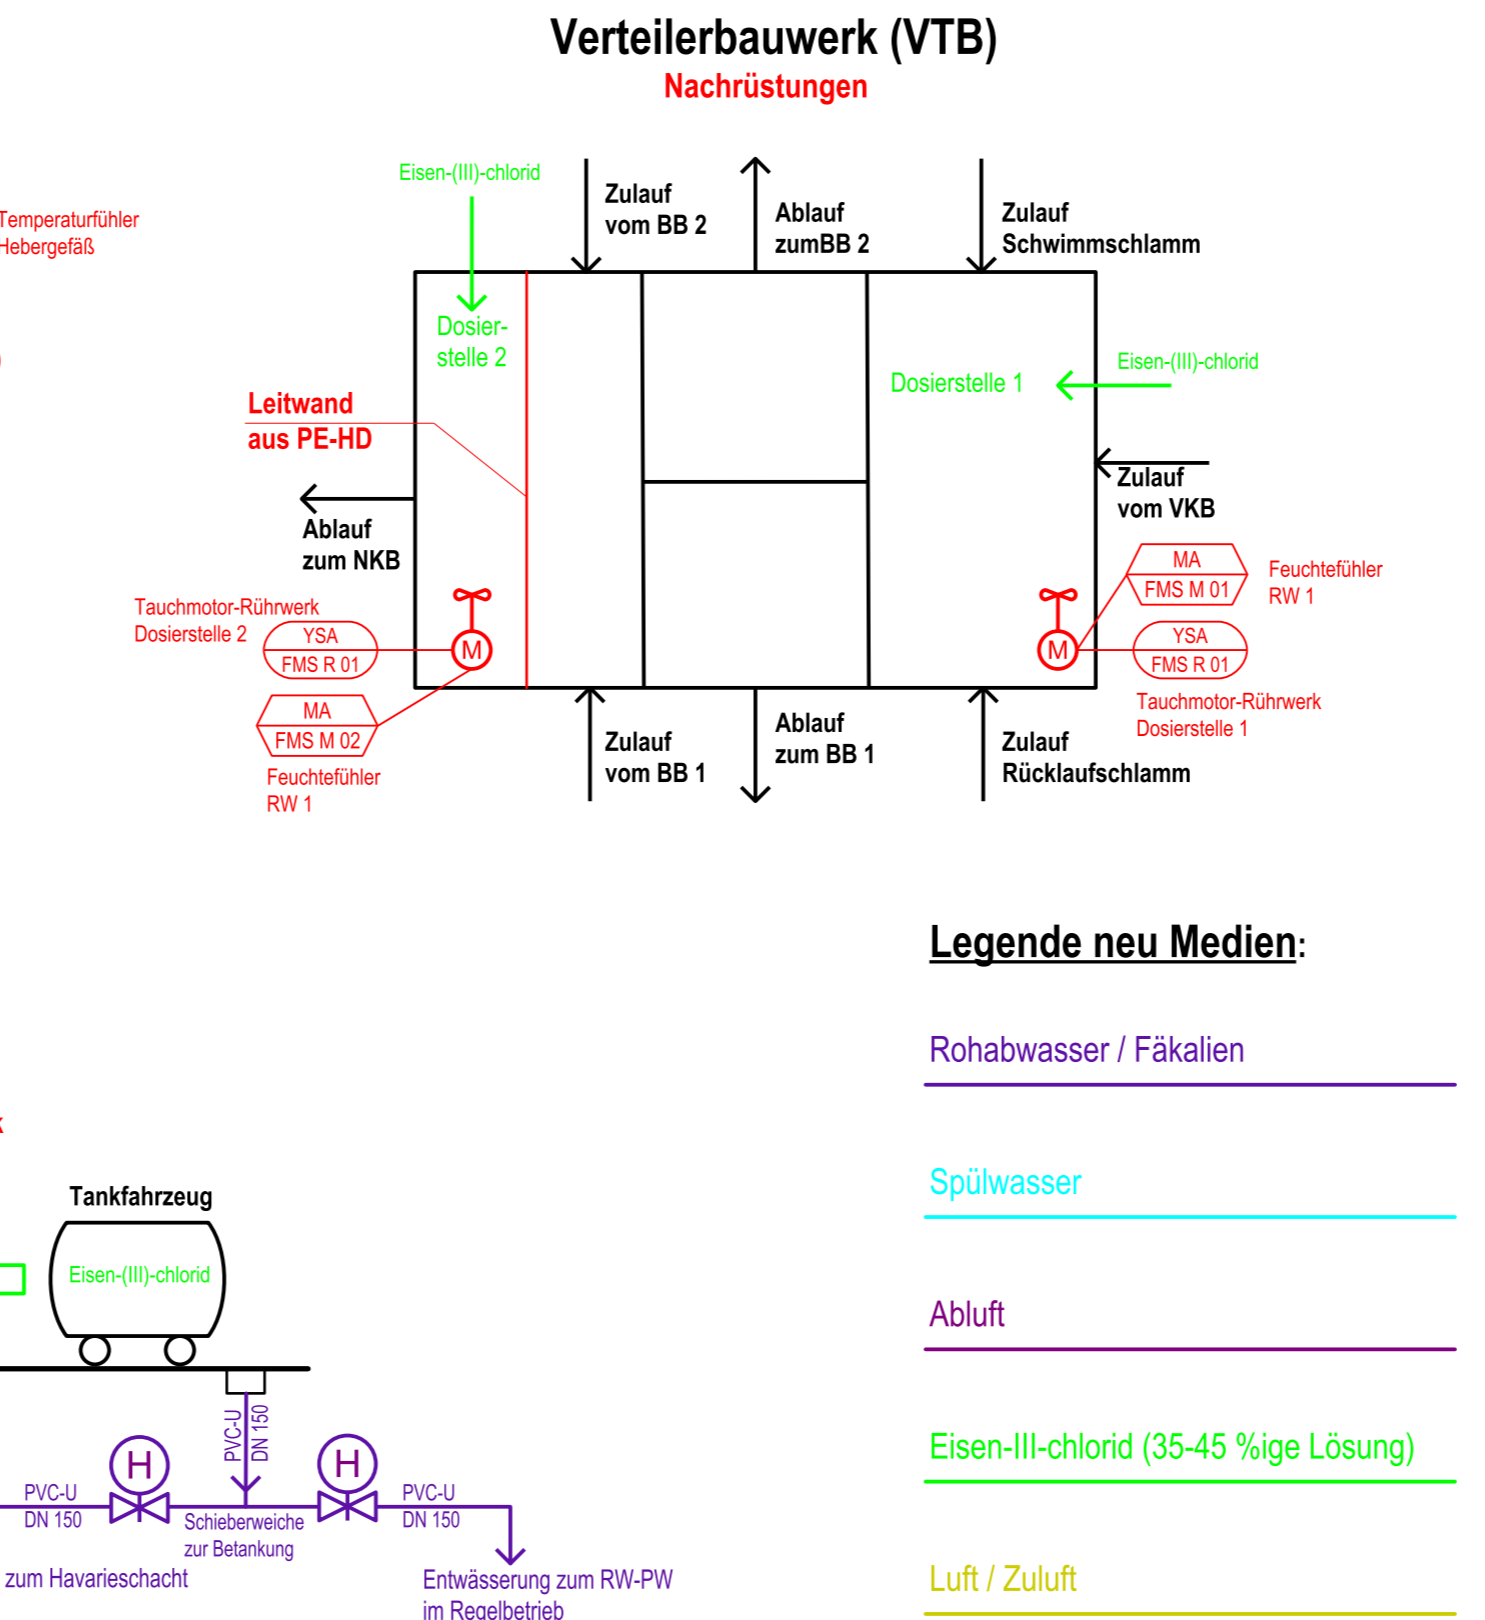 Verteilerbauwerk (VTB)
Nachrüstungen
Eisen-(III)-chlorid
Zulauf
vom BB 2
Ablauf
zumBB 2
Zulauf
Schwimmschlamm
Temperaturfühler
Hebergefäß
Dosier-
stelle 2
Dosierstelle 1
Eisen-(III)-chlorid
Leitwand
aus PE-HD
Zulauf
vom VKB
Ablauf
zum NKB
MA
FMS M 01
Feuchtefühler
RW 1
Tauchmotor-Rührwerk
Dosierstelle 2
YSA
FMS R 01
M
M
YSA
FMS R 01
MA
FMS M 02
Feuchtefühler
RW 1
Tauchmotor-Rührwerk
Dosierstelle 1
Zulauf
vom BB 1
Ablauf
zum BB 1
Zulauf
Rücklaufschlamm
Legende neu Medien:
Rohabwasser / Fäkalien
Spülwasser
Abluft
Eisen-III-chlorid (35-45 %ige Lösung)
Luft / Zuluft
Tankfahrzeug
Eisen-(III)-chlorid
PVC-U
DN 150
H
H
PVC-U
DN 150
Schieberweiche
zur Betankung
PVC-U
DN 150
zum Havarieschacht
Entwässerung zum RW-PW
im Regelbetrieb